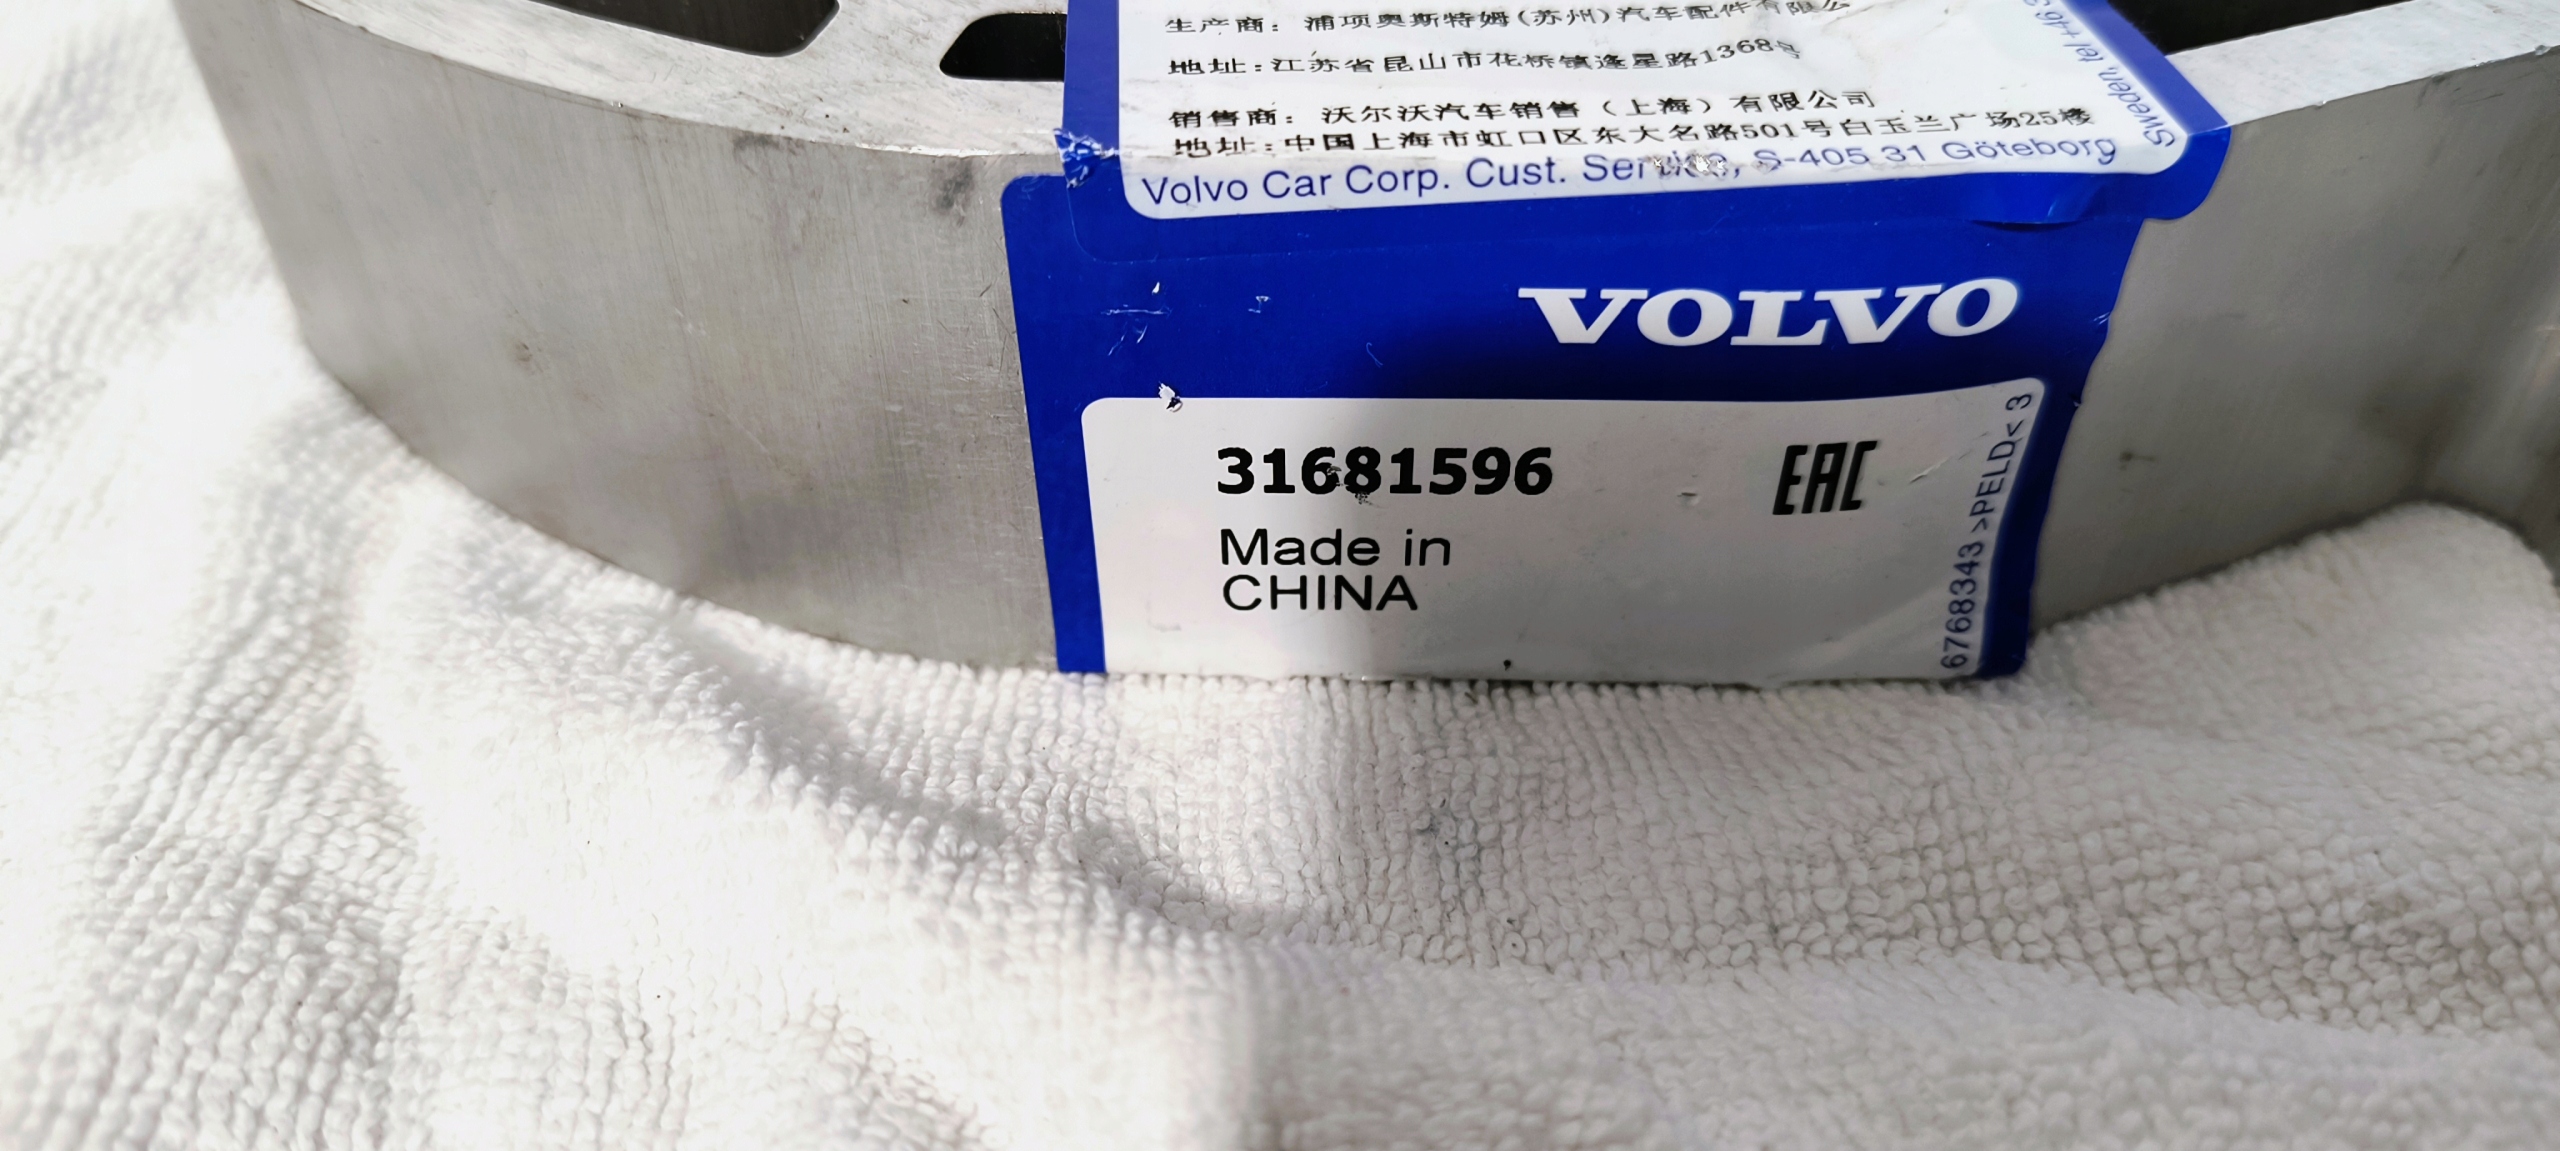 生产商：浦项奥斯特姆(苏州)汽车配件有限公
地址：江苏省昆山市花桥镇逢星路1368号
销售商：沃尔沃汽车销售（上海）有限公司
地址：中国上海市虹口区东大名路501号白玉兰广场25楼
Volvo Car Corp. Cust. Service, S-405 31 Göteborg
Sweden, tel +46
VOLVO
31681596
EAC
Made in
CHINA
6768343 >PELD< 3